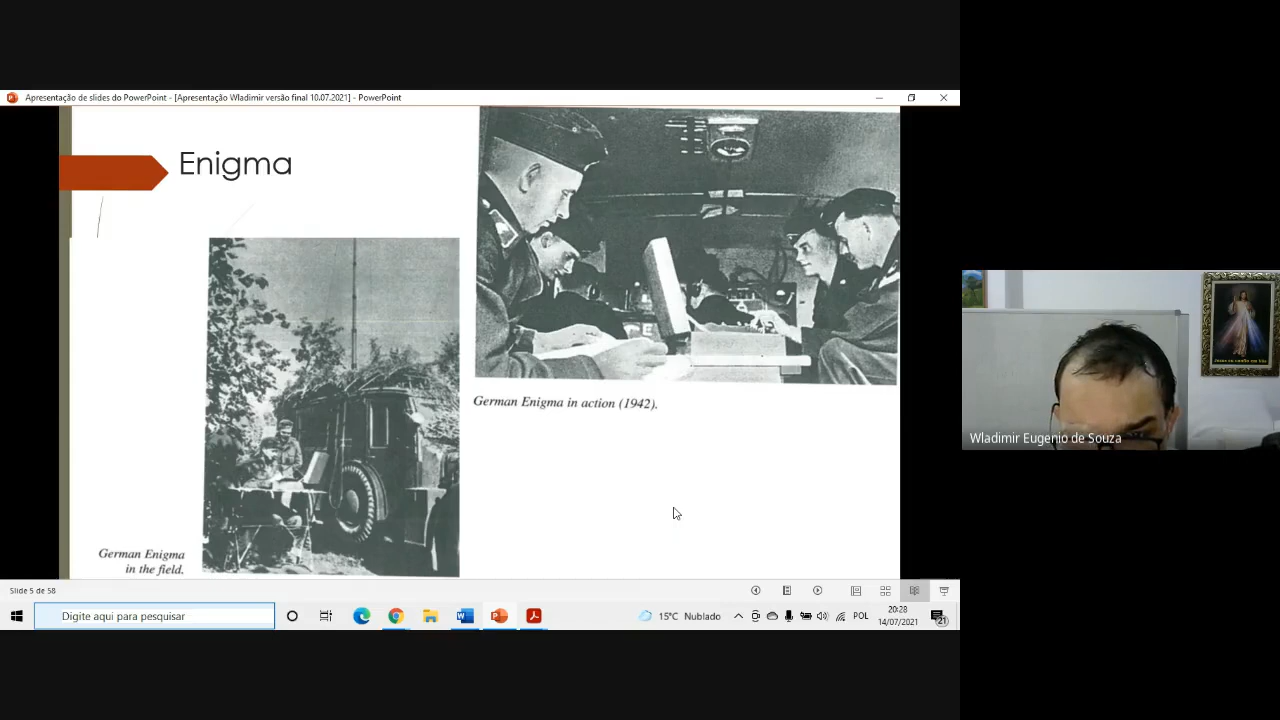 Apresentação de slides do PowerPoint - [Apresentação Wladimir versão final 10.07.2021] - PowerPoint
Enigma
German Enigma in action (1942).
German Enigma
in the field.
Wladimir Eugenio de Souza
Slide 5 de 58
Digite aqui para pesquisar
15°C Nublado
POL
20:28
14/07/2021
21